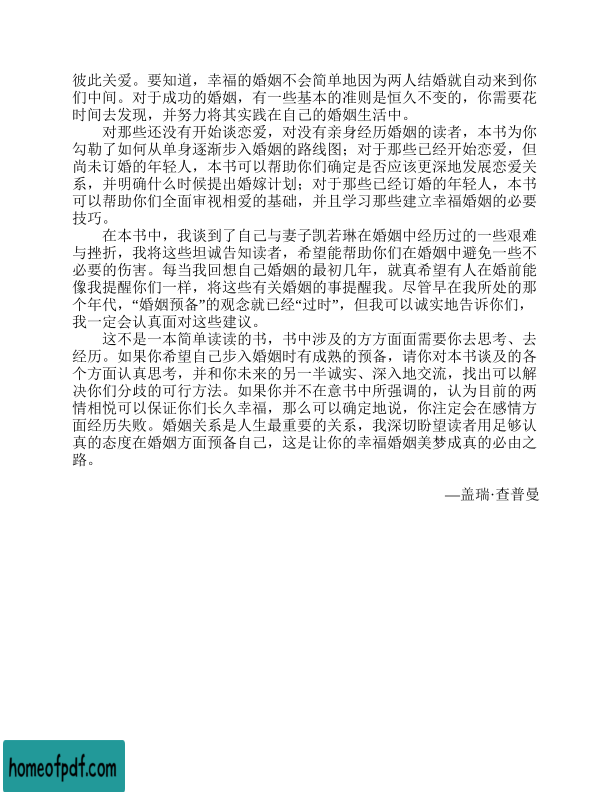 彼此关爱。要知道，幸福的婚姻不会简单地因为两人结婚就自动来到你
们中间。对于成功的婚姻，有一些基本的准则是恒久不变的，你需要花
时间去发现，并努力将其实践在自己的婚姻生活中。
对那些还没有开始谈恋爱，对没有亲身经历婚姻的读者，本书为你
勾勒了如何从单身逐渐步入婚姻的路线图；对于那些已经开始恋爱，但
尚未订婚的年轻人，本书可以帮助你们确定是否应该更深地发展恋爱关
系，并明确什么时候提出婚嫁计划；对于那些已经订婚的年轻人，本书
可以帮助你们全面审视相爱的基础，并且学习那些建立幸福婚姻的必要
技巧。
在本书中，我谈到了自己与妻子凯若琳在婚姻中经历过的一些艰难
与挫折，我将这些坦诚告知读者，希望能帮助你们在婚姻中避免一些不
必要的伤害。每当我回想自己婚姻的最初几年，就真希望有人在婚前能
像我提醒你们一样，将这些有关婚姻的事提醒我。尽管早在我所处的那
个年代，“婚姻预备”的观念就已经“过时”，但我可以诚实地告诉你们，
我一定会认真面对这些建议。
这不是一本简单读读的书，书中涉及的方方面面需要你去思考、去
经历。如果你希望自己步入婚姻时有成熟的预备，请你对本书谈及的各
个方面认真思考，并和你未来的另一半诚实、深入地交流，找出可以解
决你们分歧的可行方法。如果你并不在意书中所强调的，认为目前的两
情相悦可以保证你们长久幸福，那么可以确定地说，你注定会在感情方
面经历失败。婚姻关系是人生最重要的关系，我深切盼望读者用足够认
真的态度在婚姻方面预备自己，这是让你的幸福婚姻美梦成真的必由之
路。
—盖瑞·查普曼
homeofpdf.com